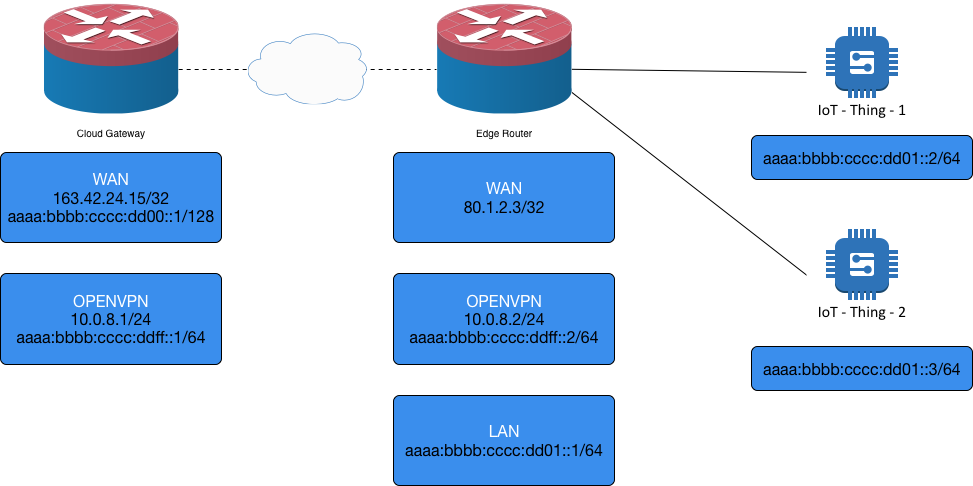 Cloud Gateway
WAN
163.42.24.15/32
aaaa:bbbb:cccc:dd00::1/128
OPENVPN
10.0.8.1/24
aaaa:bbbb:cccc:ddff::1/64
Edge Router
WAN
80.1.2.3/32
OPENVPN
10.0.8.2/24
aaaa:bbbb:cccc:ddff::2/64
LAN
aaaa:bbbb:cccc:dd01::1/64
IoT - Thing - 1
aaaa:bbbb:cccc:dd01::2/64
IoT - Thing - 2
aaaa:bbbb:cccc:dd01::3/64